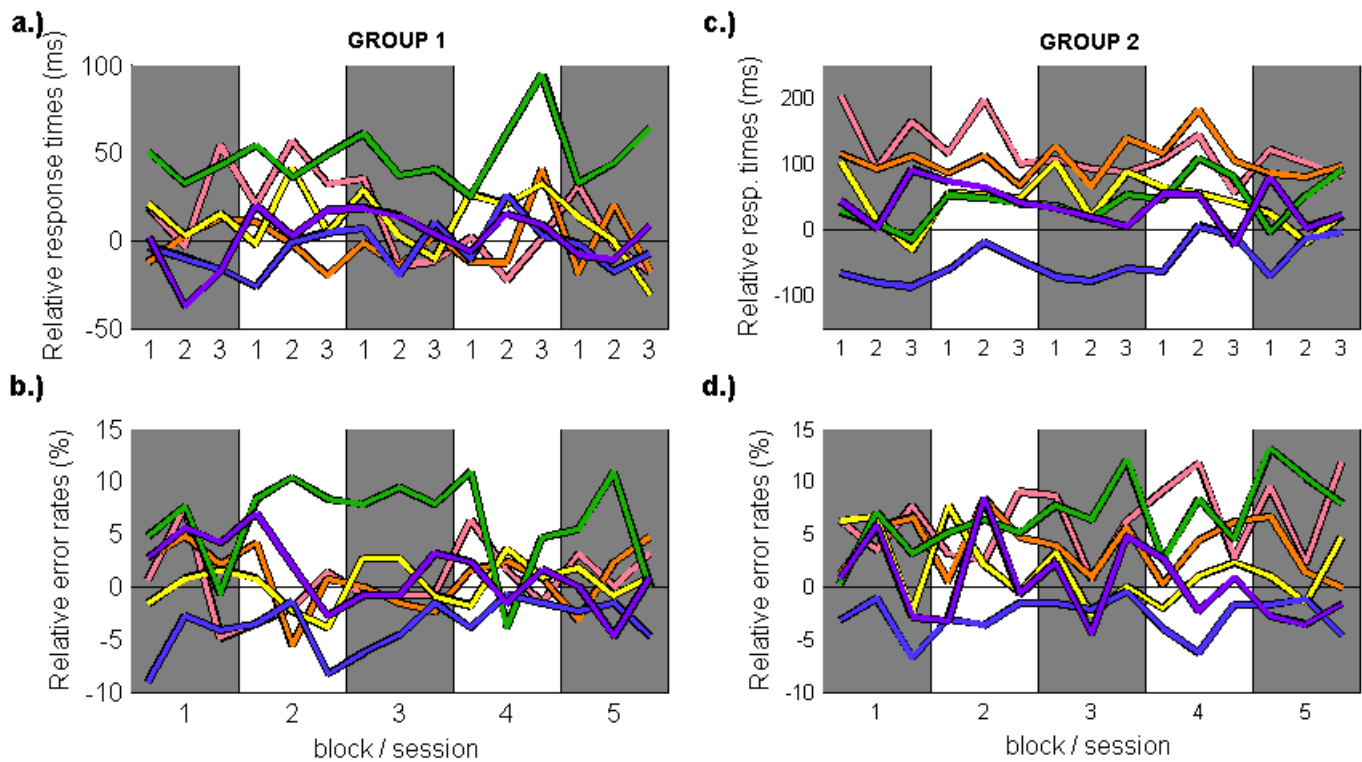 a.)
GROUP 1
Relative response times (ms)
100
50
0
-50
1 2 3 1 2 3 1 2 3 1 2 3 1 2 3
b.)
Relative error rates (%)
15
10
5
0
-5
-10
1 2 3 4 5
block / session
c.)
GROUP 2
Relative resp. times (ms)
200
100
0
-100
1 2 3 1 2 3 1 2 3 1 2 3 1 2 3
d.)
Relative error rates (%)
15
10
5
0
-5
-10
1 2 3 4 5
block / session